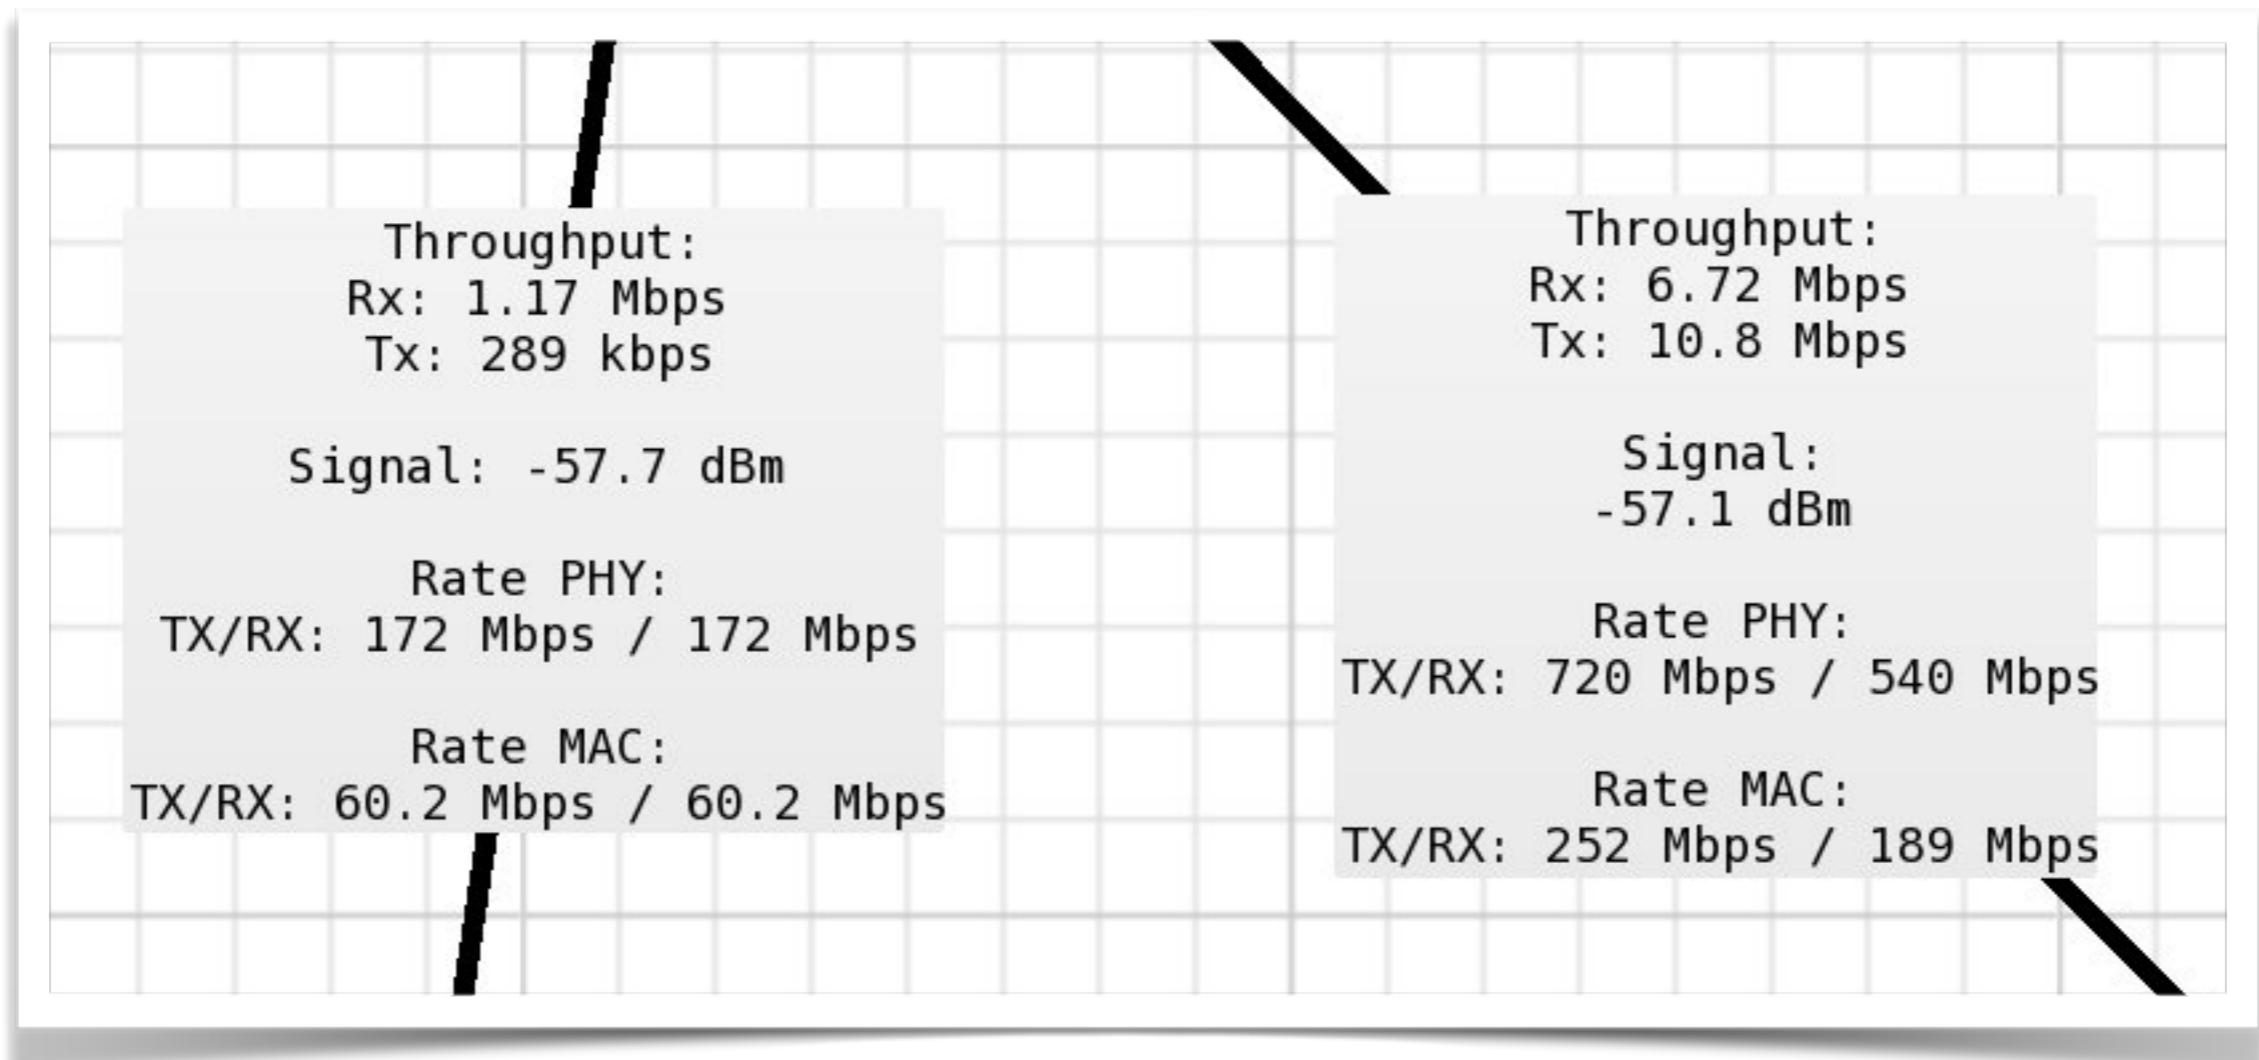 Throughput:
Rx: 1.17 Mbps
Tx: 289 kbps
Signal: -57.7 dBm
Rate PHY:
TX/RX: 172 Mbps / 172 Mbps
Rate MAC:
TX/RX: 60.2 Mbps / 60.2 Mbps
Throughput:
Rx: 6.72 Mbps
Tx: 10.8 Mbps
Signal:
-57.1 dBm
Rate PHY:
TX/RX: 720 Mbps / 540 Mbps
Rate MAC:
TX/RX: 252 Mbps / 189 Mbps